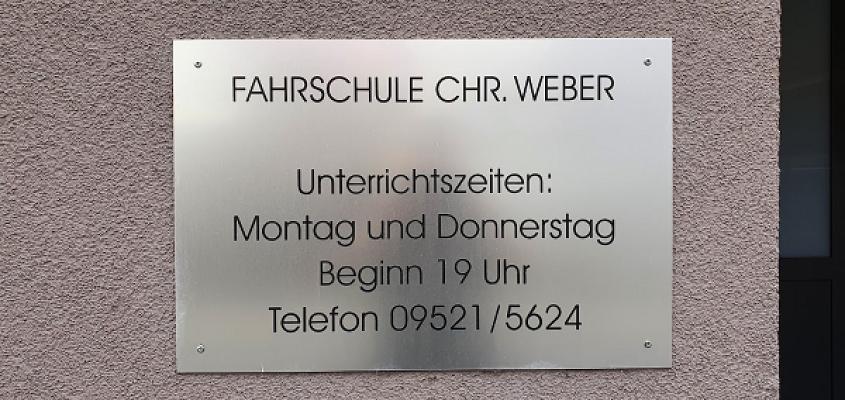 FAHRSCHULE CHR. WEBER
Unterrichtszeiten:
Montag und Donnerstag
Beginn 19 Uhr
Telefon 09521/5624